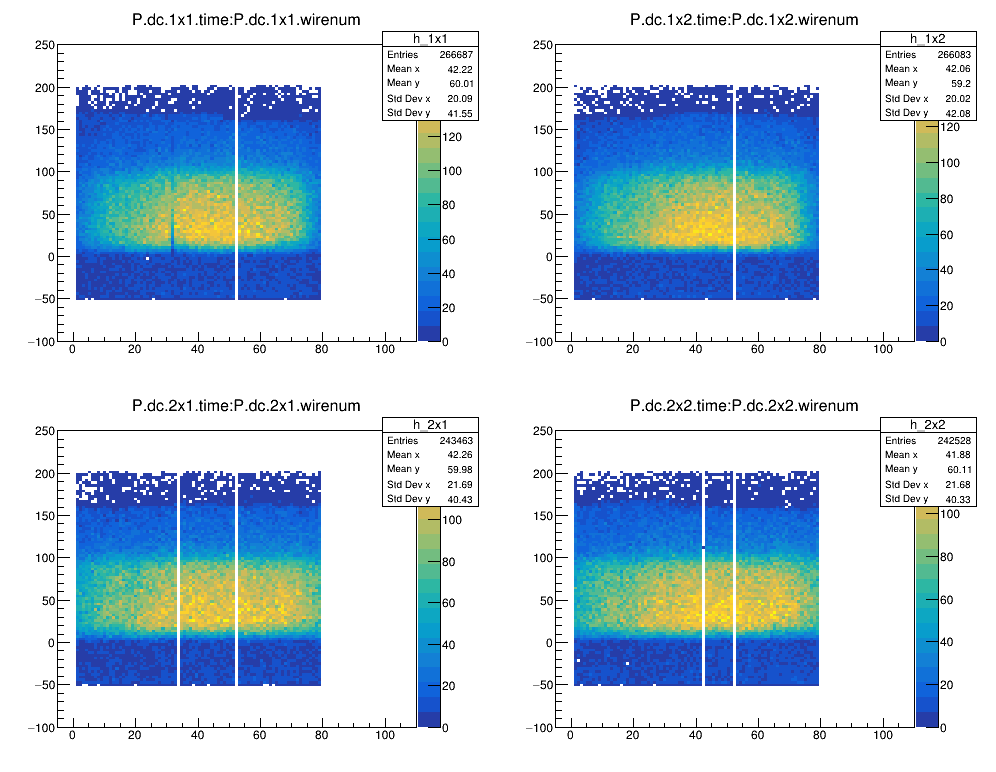 P.dc.1x1.time:P.dc.1x1.wirenum
h_1x1
Entries 266687
Mean x 42.22
Mean y 60.01
Std Dev x 20.09
Std Dev y 41.55
250
200
150
100
50
0
−50
−100
0 20 40 60 80 100
120
100
80
60
40
20
0
P.dc.1x2.time:P.dc.1x2.wirenum
h_1x2
Entries 266083
Mean x 42.06
Mean y 59.2
Std Dev x 20.02
Std Dev y 42.08
250
200
150
100
50
0
−50
−100
0 20 40 60 80 100
120
100
80
60
40
20
0
P.dc.2x1.time:P.dc.2x1.wirenum
h_2x1
Entries 243463
Mean x 42.26
Mean y 59.98
Std Dev x 21.69
Std Dev y 40.43
250
200
150
100
50
0
−50
−100
0 20 40 60 80 100
100
80
60
40
20
0
P.dc.2x2.time:P.dc.2x2.wirenum
h_2x2
Entries 242528
Mean x 41.88
Mean y 60.11
Std Dev x 21.68
Std Dev y 40.33
250
200
150
100
50
0
−50
−100
0 20 40 60 80 100
100
80
60
40
20
0